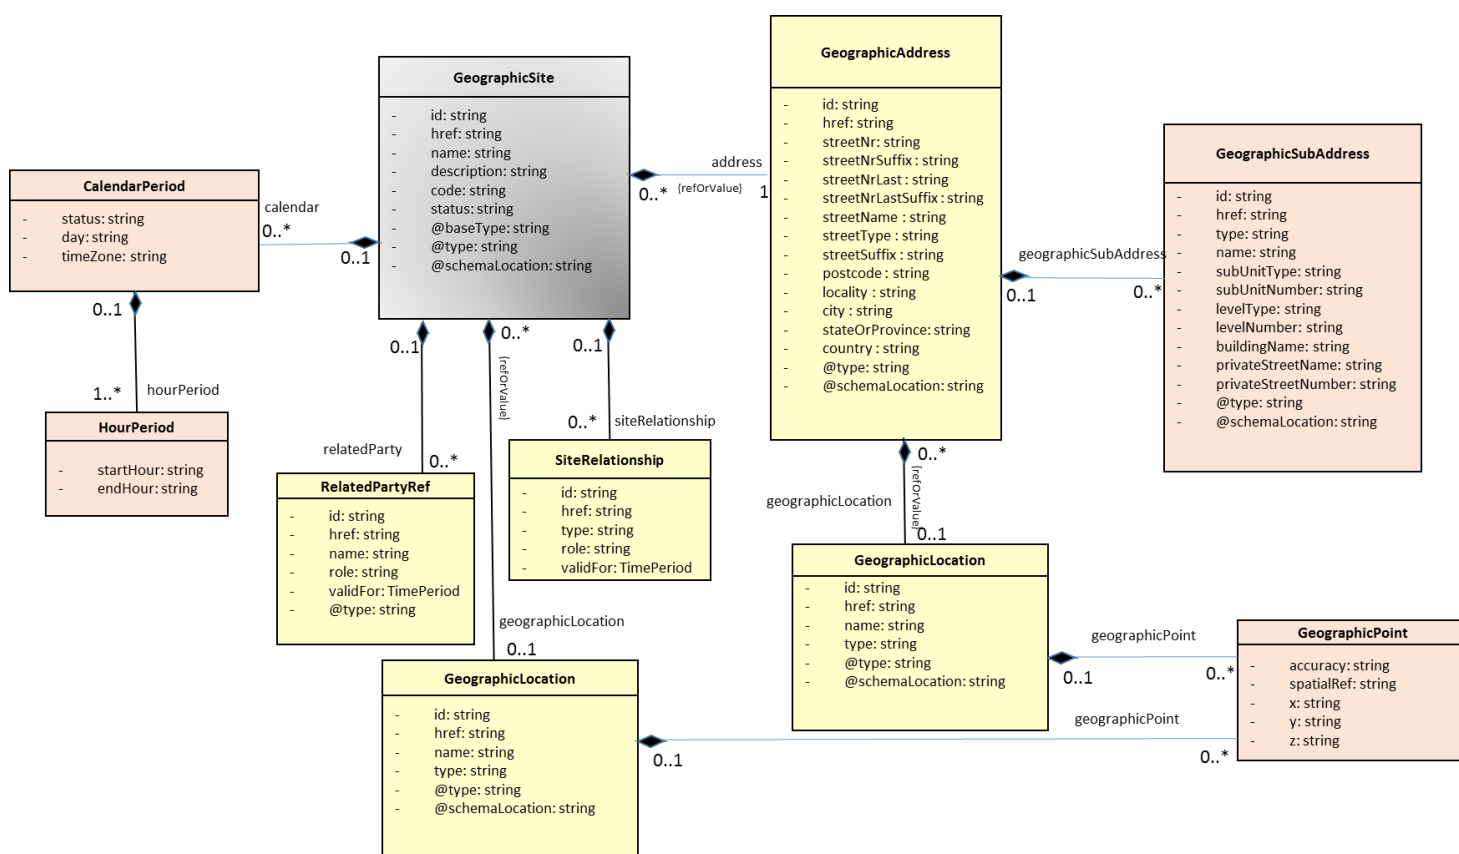 GeographicAddress
- id: string
- href: string
- streetNr: string
- streetNrSuffix : string
- streetNrLast : string
- streetNrLastSuffix: string
- streetName : string
- streetType : string
- streetSuffix : string
- postcode : string
- locality : string
- city : string
- stateOrProvince: string
- country : string
- @type: string
- @schemaLocation: string
GeographicSite
- id: string
- href: string
- name: string
- description: string
- code: string
- status: string
- @baseType: string
- @type: string
- @schemaLocation: string
address
0..*
{refOrValue}
1
GeographicSubAddress
- id: string
- href: string
- type: string
- name: string
- subUnitType: string
- subUnitNumber: string
- levelType: string
- levelNumber: string
- buildingName: string
- privateStreetName: string
- privateStreetNumber: string
- @type: string
- @schemaLocation: string
geographicSubAddress
0..1
0..*
CalendarPeriod
- status: string
- day: string
- timeZone: string
calendar
0..*
0..1
0..1
1..*
hourPeriod
HourPeriod
- startHour: string
- endHour: string
0..1
relatedParty
0..*
RelatedPartyRef
- id: string
- href: string
- name: string
- role: string
- validFor: TimePeriod
- @type: string
0..*
{refOrValue}
geographicLocation
0..1
0..1
0..*
siteRelationship
SiteRelationship
- id: string
- href: string
- type: string
- role: string
- validFor: TimePeriod
0..*
{refOrValue}
geographicLocation
0..1
GeographicLocation
- id: string
- href: string
- name: string
- type: string
- @type: string
- @schemaLocation: string
geographicPoint
0..1
0..*
GeographicPoint
- accuracy: string
- spatialRef: string
- x: string
- y: string
- z: string
GeographicLocation
- id: string
- href: string
- name: string
- type: string
- @type: string
- @schemaLocation: string
geographicPoint
0..1
0..*